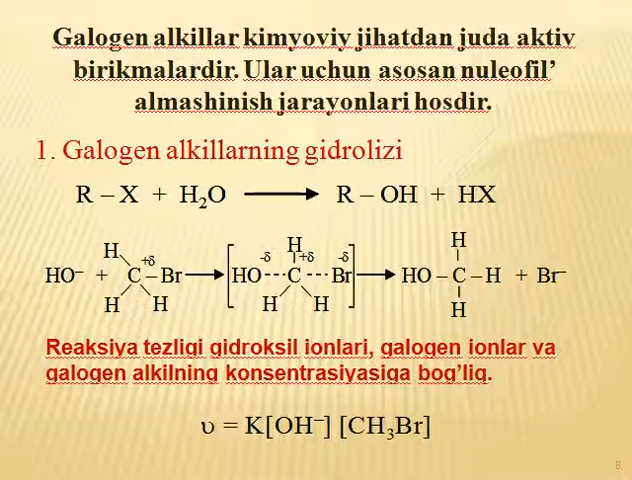 Galogen alkillar kimyoviy jihatdan juda aktiv
birikmalardir. Ular uchun asosan nuleofil’
almashinish jarayonlari hosdir.
1. Galogen alkillarning gidrolizi
R – X + H₂O ⟶ R – OH + HX
H H -δ H +δ -δ H
HO⁻ + C +δ – Br ⟶ [HO---C---Br] ⟶ HO – C – H + Br⁻
H H H H H
Reaksiya tezligi gidroksil ionlari, galogen ionlar va
galogen alkilning konsentrasiyasiga bog’liq.
υ = K[OH⁻] [CH₃Br]
8